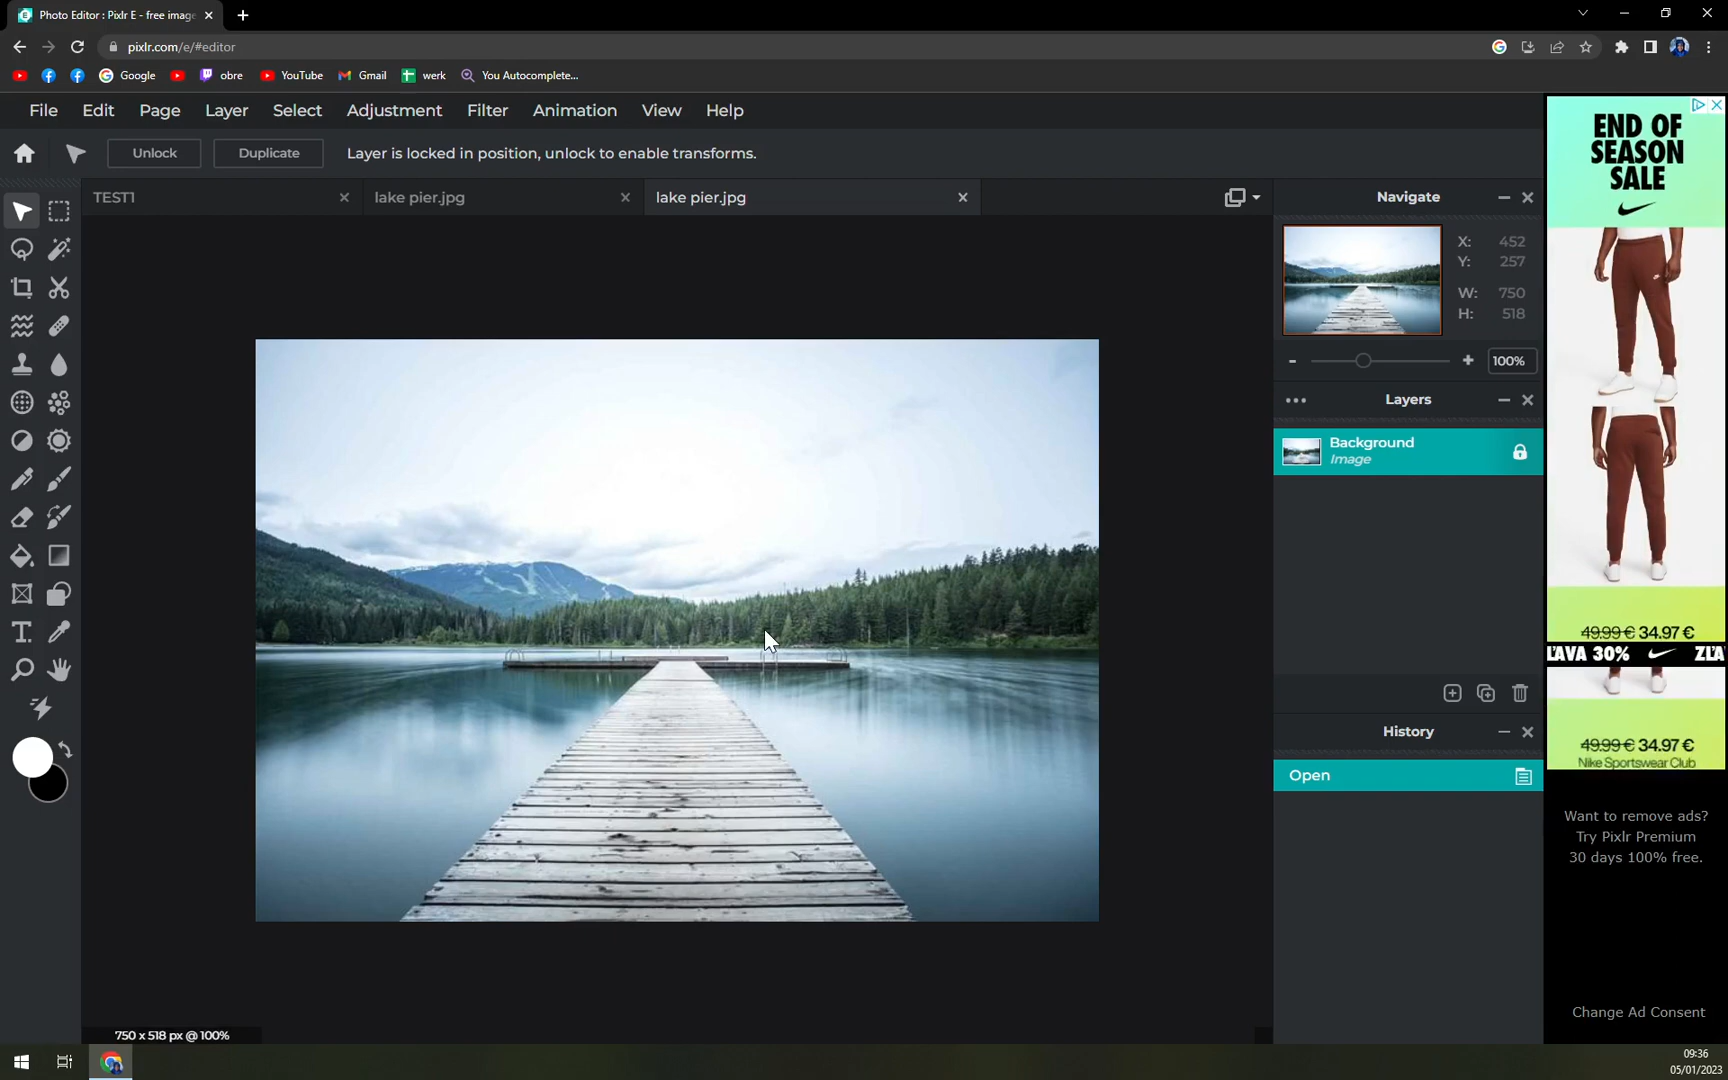 Photo Editor : Pixlr E - free image
pixlr.com/e/#editor
Google
obre
YouTube
Gmail
werk
You Autocomplete...
File Edit Page Layer Select Adjustment Filter Animation View Help
Unlock
Duplicate
Layer is locked in position, unlock to enable transforms.
TEST1
lake pier.jpg
lake pier.jpg
Navigate
X: 452
Y: 257
W: 750
H: 518
100%
Layers
Background
Image
History
Open
750 x 518 px @ 100%
END OF
SEASON
SALE
49.99 € 34.97 €
ĽAVA 30% ZĽA
49.99 € 34.97 €
Nike Sportswear Club
Want to remove ads?
Try Pixlr Premium
30 days 100% free.
Change Ad Consent
09:36
05/01/2023